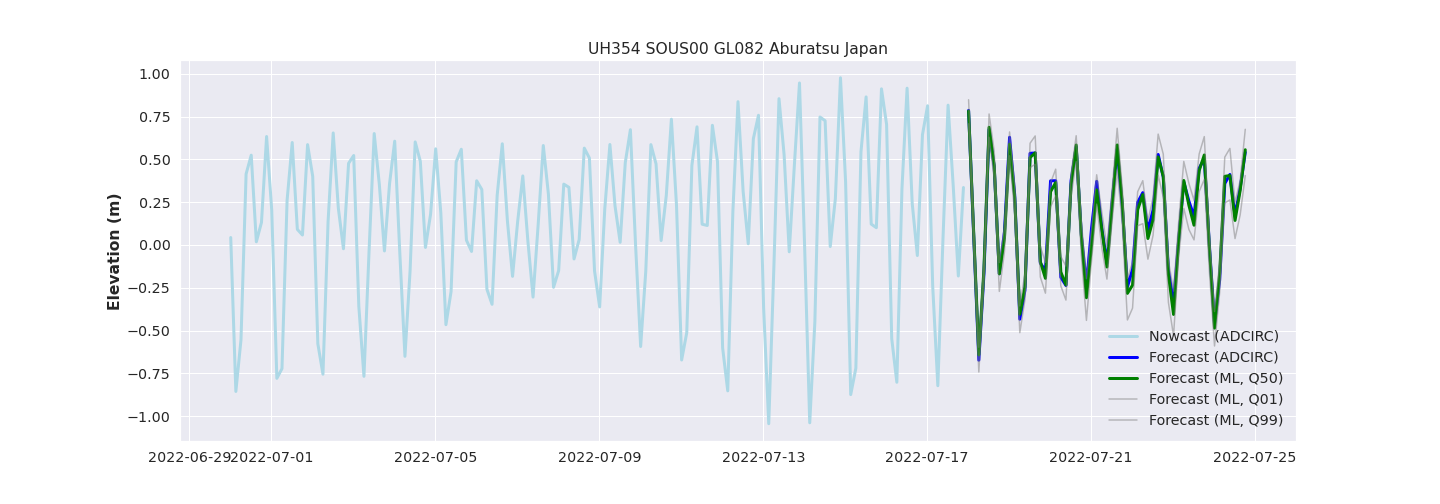 UH354 SOUS00 GL082 Aburatsu Japan
1.00
0.75
0.50
0.25
0.00
−0.25
−0.50
−0.75
−1.00
Elevation (m)
Nowcast (ADCIRC)
Forecast (ADCIRC)
Forecast (ML, Q50)
Forecast (ML, Q01)
Forecast (ML, Q99)
2022-06-29 2022-07-01 2022-07-05 2022-07-09 2022-07-13 2022-07-17 2022-07-21 2022-07-25